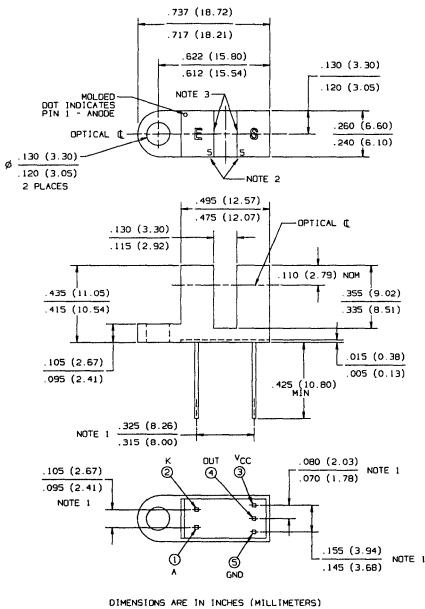 .737 (18.72)
.717 (18.21)
.622 (15.80)
.612 (15.54)
.130 (3.30)
.120 (3.05)
MOLDED
DOT INDICATES
PIN 1 - ANODE
NOTE 3
OPTICAL ℄
E S
.260 (6.60)
.240 (6.10)
Ø .130 (3.30)
.120 (3.05)
2 PLACES
5 5
NOTE 2
.495 (12.57)
.475 (12.07)
.130 (3.30)
.115 (2.92)
OPTICAL ℄
.110 (2.79) NOM
.435 (11.05)
.415 (10.54)
.355 (9.02)
.335 (8.51)
.105 (2.67)
.095 (2.41)
.015 (0.38)
.005 (0.13)
.425 (10.80)
MIN
NOTE 1 .325 (8.26)
.315 (8.00)
.105 (2.67)
.095 (2.41)
NOTE 1
K
2
OUT
4
VCC
3
.080 (2.03)
.070 (1.78)
NOTE 1
1
A
5
GND
.155 (3.94)
.145 (3.68)
NOTE 1
DIMENSIONS ARE IN INCHES (MILLIMETERS)